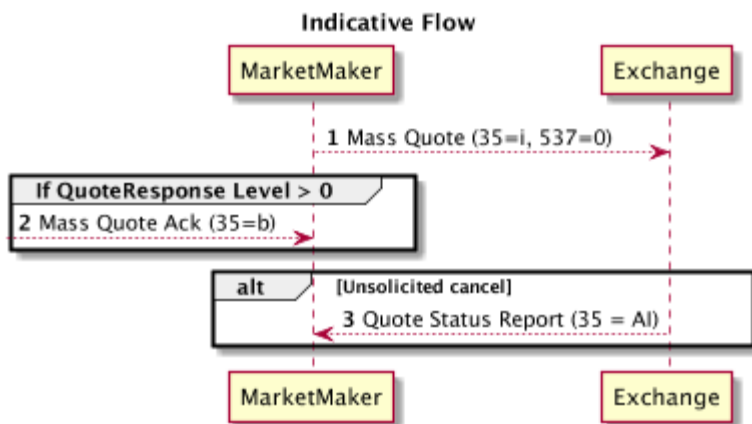 Indicative Flow
MarketMaker
Exchange
1 Mass Quote (35=i, 537=0)
If QuoteResponse Level > 0
2 Mass Quote Ack (35=b)
alt [Unsolicited cancel]
3 Quote Status Report (35 = AI)
MarketMaker
Exchange